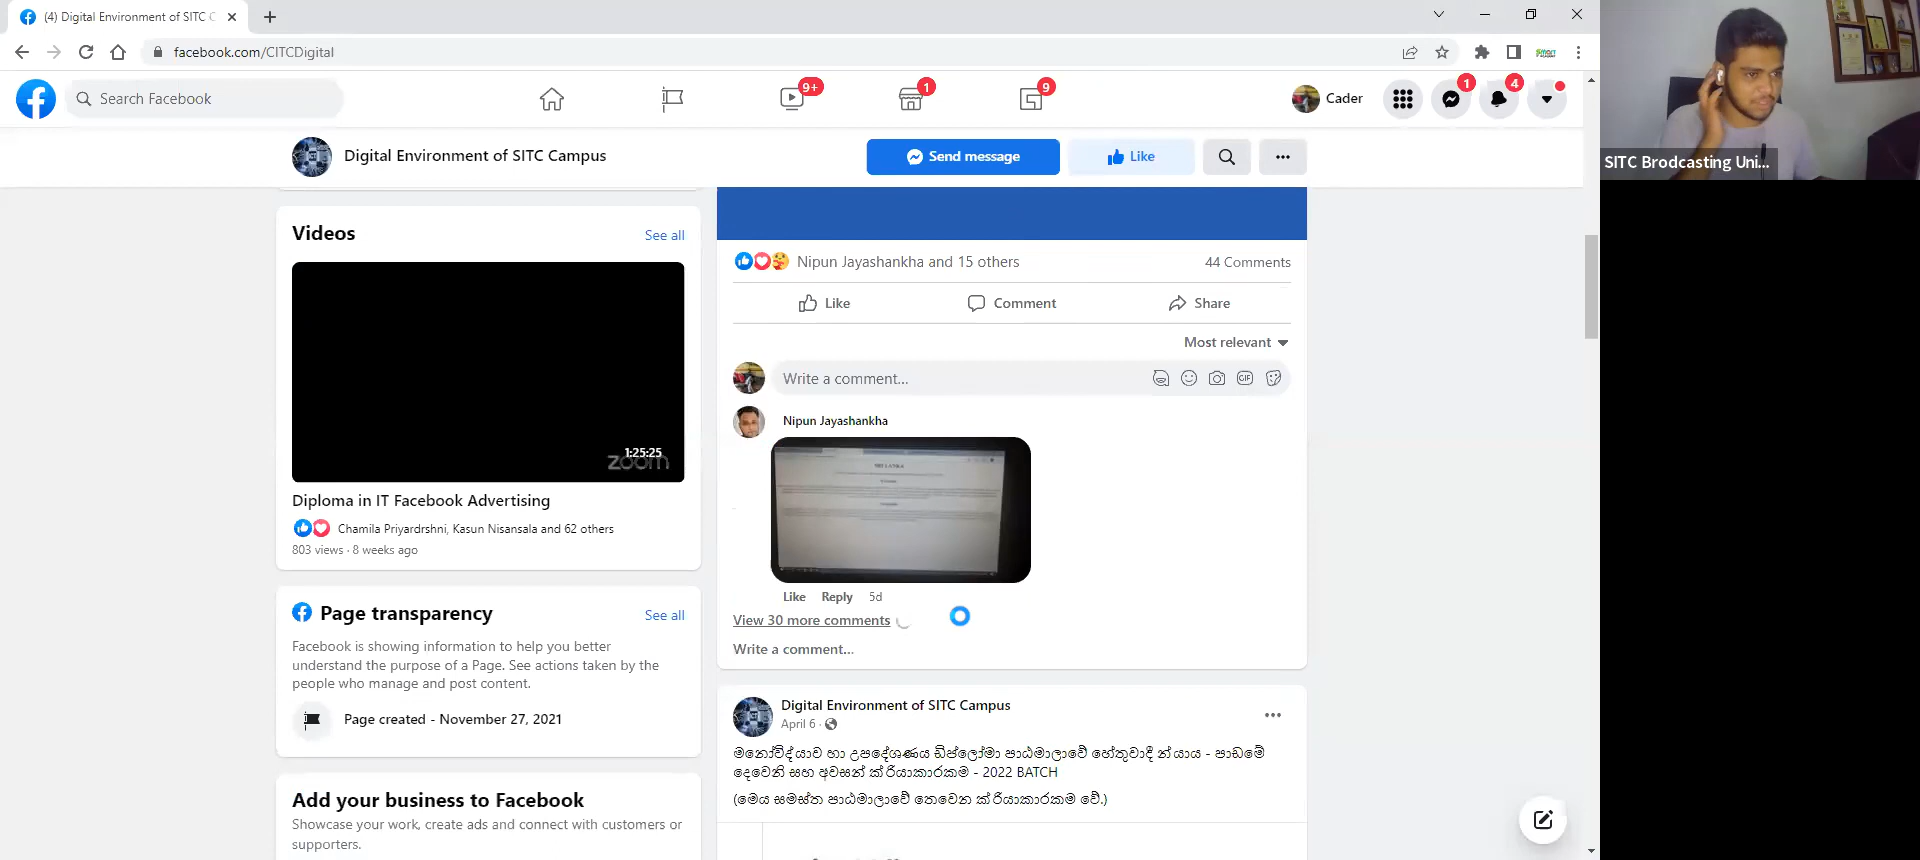 (4) Digital Environment of SITC C
facebook.com/CITCDigital
Search Facebook
9+
1
9
Cader
1
4
SITC Brodcasting Uni...
Digital Environment of SITC Campus
Send message
Like
Videos
See all
1:25:25
zoom
Diploma in IT Facebook Advertising
Chamila Priyardrshni, Kasun Nisansala and 62 others
803 views · 8 weeks ago
Page transparency
See all
Facebook is showing information to help you better
understand the purpose of a Page. See actions taken by the
people who manage and post content.
Page created - November 27, 2021
Add your business to Facebook
Showcase your work, create ads and connect with customers or
supporters.
Nipun Jayashankha and 15 others
44 Comments
Like
Comment
Share
Most relevant
Write a comment...
GIF
Nipun Jayashankha
SRI LANKA
Like Reply 5d
View 30 more comments
Write a comment...
Digital Environment of SITC Campus
April 6 ·
මනෝවිද්‍යාව හා උපදේශණය ඩිප්ලෝමා පාඨමාලාවේ හේතුවාදී න්‍යාය - පාඩමේ
දෙවෙනි සහ අවසන් ක්‍රියාකාරකම - 2022 BATCH
(මෙය සමස්ත පාඨමාලාවේ තෙවෙන ක්‍රියාකාරකම වේ.)